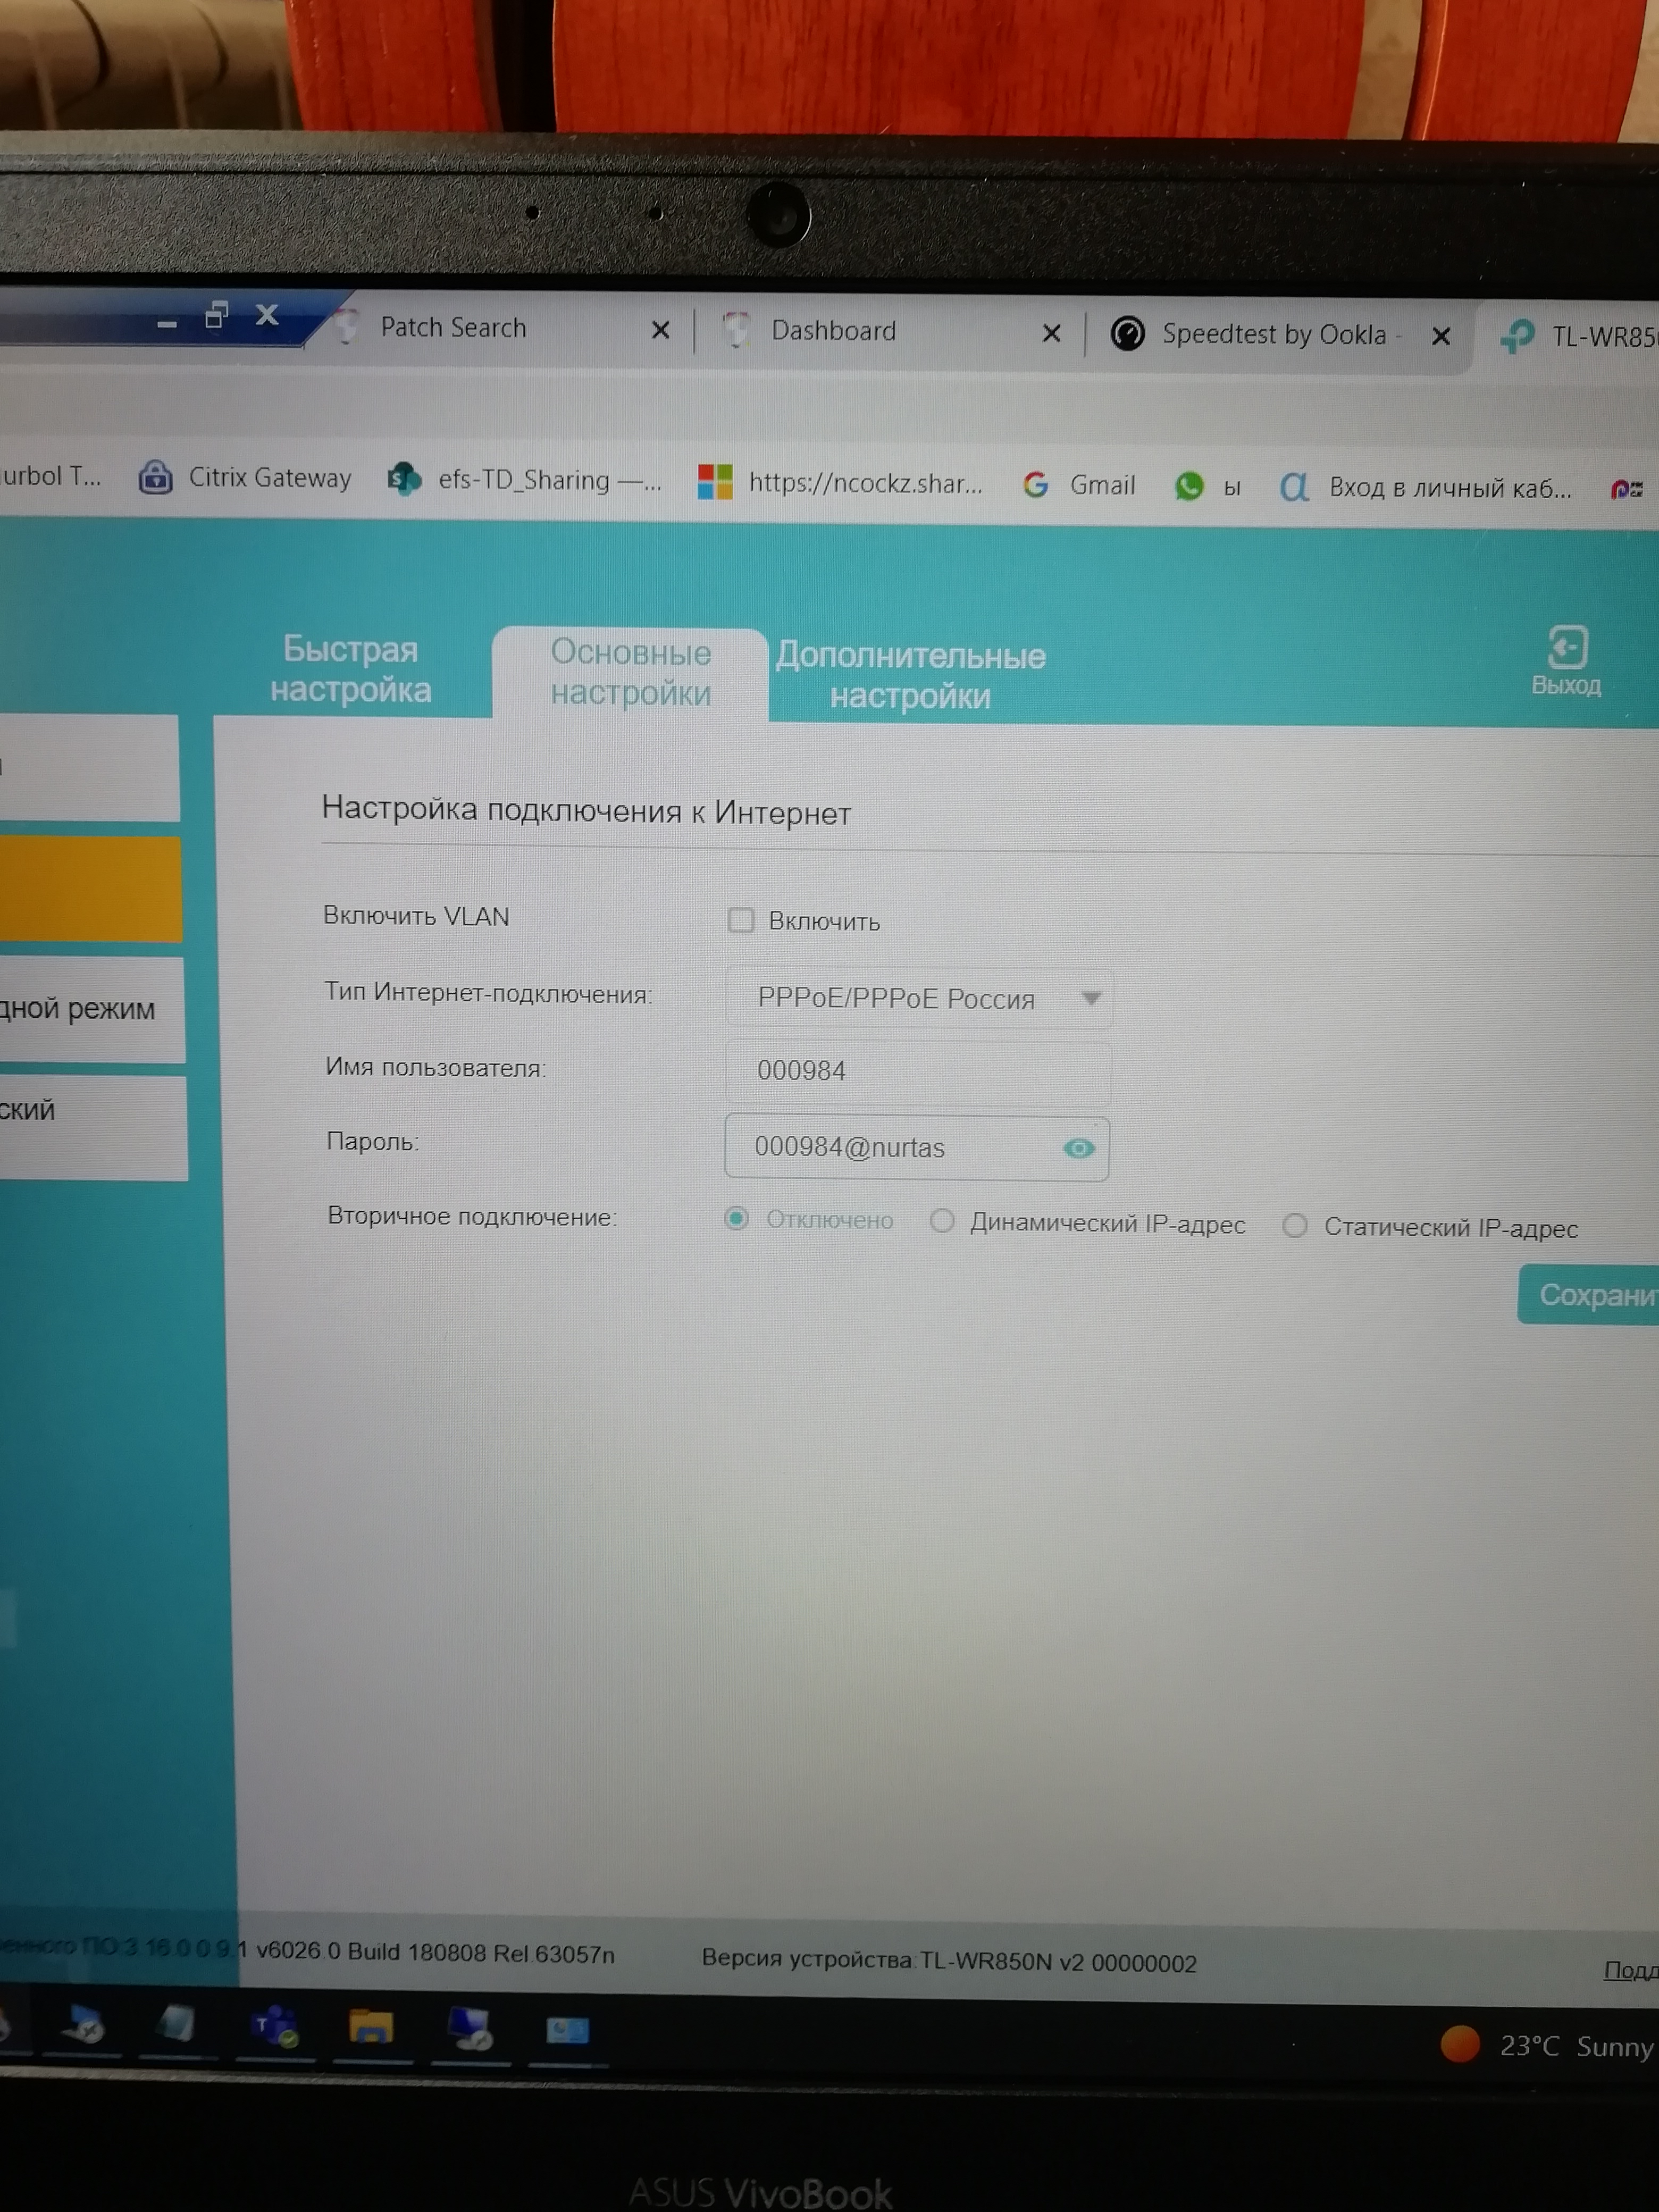 Patch Search
Dashboard
Speedtest by Ookla -
TL-WR85
urbol T...
Citrix Gateway
efs-TD_Sharing —...
https://ncockz.shar...
Gmail
ы
Вход в личный каб...
Быстрая
настройка
Основные
настройки
Дополнительные
настройки
Выход
Настройка подключения к Интернет
Включить VLAN
Включить
дной режим
Тип Интернет-подключения:
PPPoE/PPPoE Россия
Имя пользователя:
000984
ский
Пароль:
000984@nurtas
Вторичное подключение:
Отключено
Динамический IP-адрес
Статический IP-адрес
Сохрани
енного ПО:3.16.0 0.9.1 v6026.0 Build 180808 Rel.63057n
Версия устройства:TL-WR850N v2 00000002
Подд
23°C Sunny
ASUS VivoBook